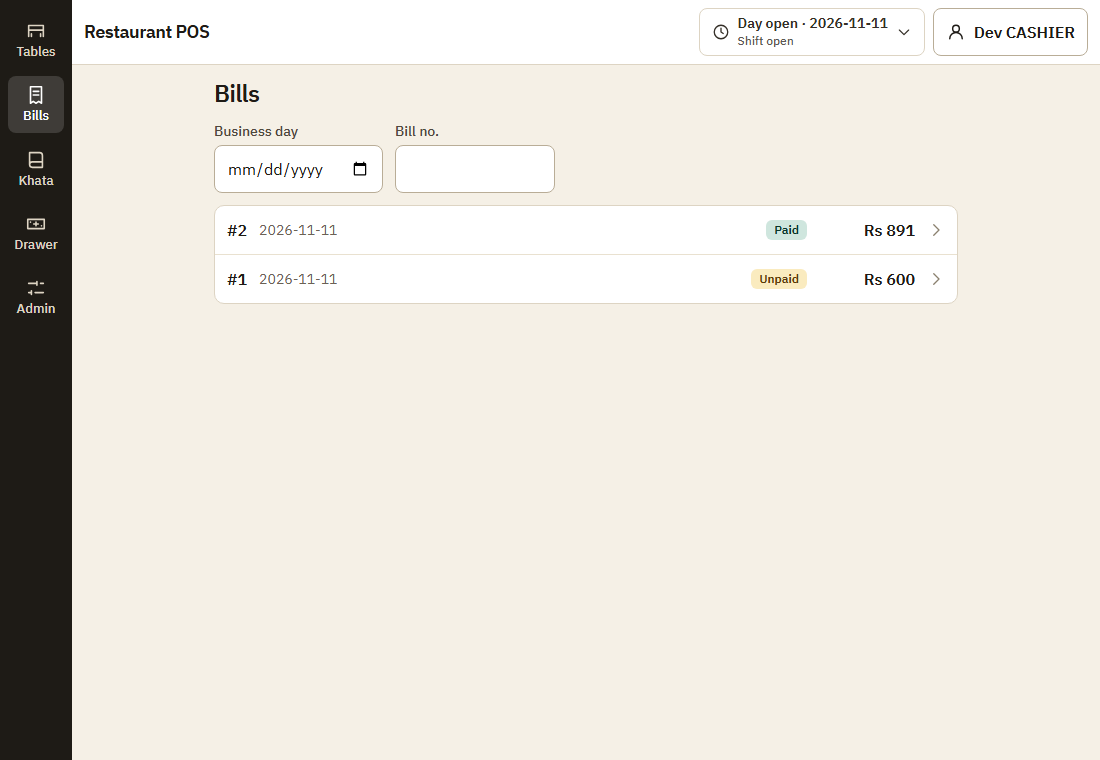 Restaurant POS
Day open · 2026-11-11
Shift open
Dev CASHIER
Tables
Bills
Khata
Drawer
Admin
Bills
Business day
Bill no.
mm/dd/yyyy
#2 2026-11-11 Paid Rs 891
#1 2026-11-11 Unpaid Rs 600